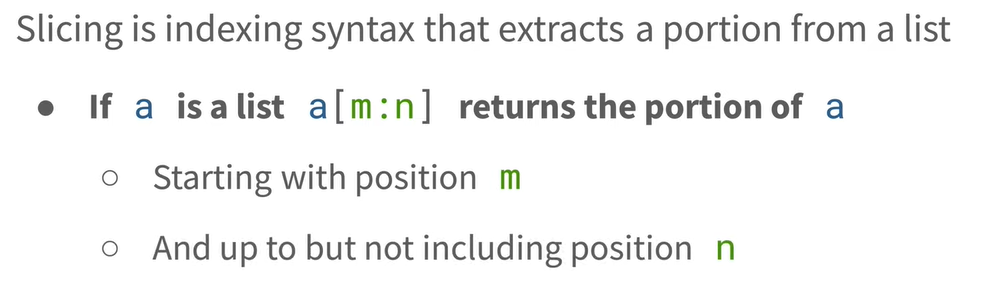 Slicing is indexing syntax that extracts a portion from a list
● If a is a list a[m:n] returns the portion of a
○ Starting with position m
○ And up to but not including position n